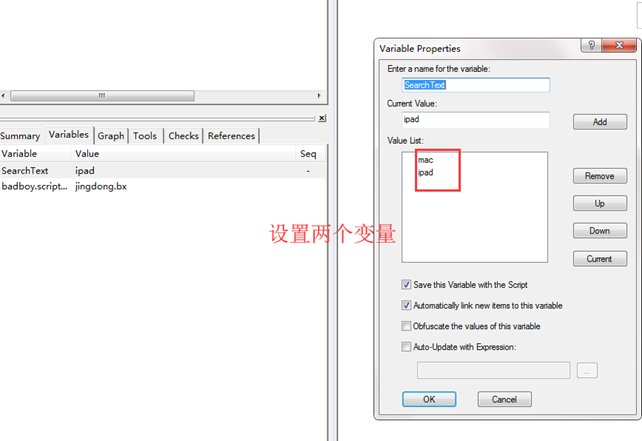 Summary Variables Graph Tools Checks References
Variable Value Seq
SearchText ipad -
badboy.script... jingdong.bx
设置两个变量
Variable Properties
Enter a name for the variable:
SearchText
Current Value:
ipad
Add
Value List:
mac
ipad
Remove
Up
Down
Current
Save this Variable with the Script
Automatically link new items to this variable
Obfuscate the values of this variable
Auto-Update with Expression:
...
OK Cancel